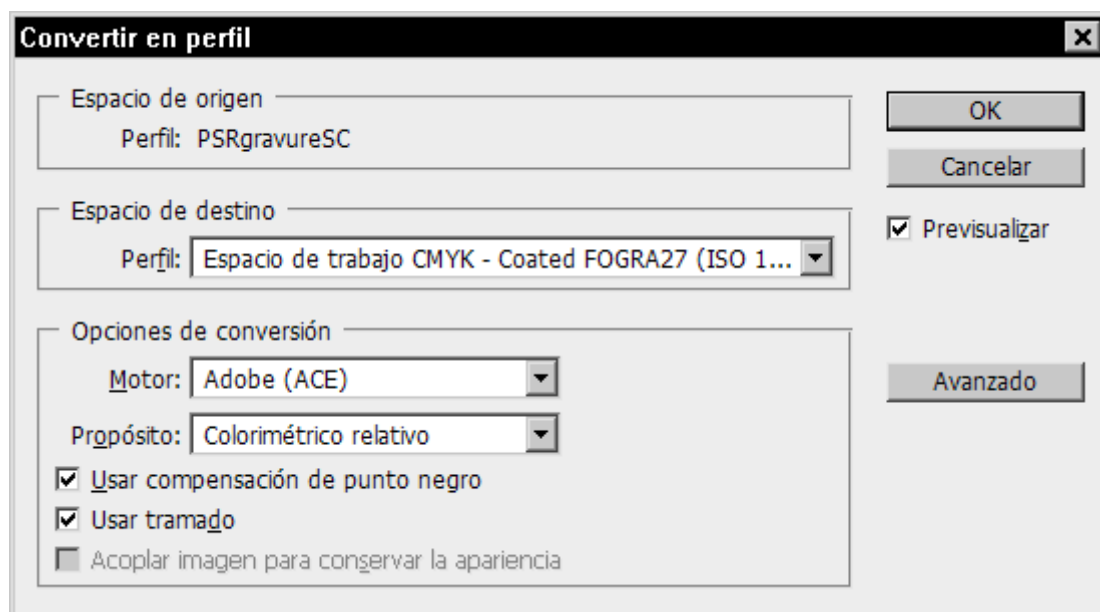 Convertir en perfil
Espacio de origen
Perfil: PSRgravureSC
OK
Cancelar
Espacio de destino
Previsualizar
Perfil: Espacio de trabajo CMYK - Coated FOGRA27 (ISO 1...
Opciones de conversión
Motor: Adobe (ACE)
Avanzado
Propósito: Colorimétrico relativo
Usar compensación de punto negro
Usar tramado
Acoplar imagen para conservar la apariencia